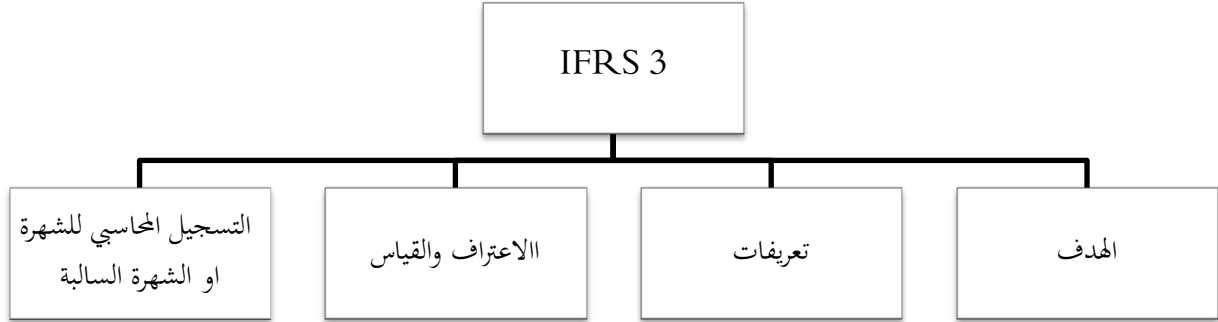 IFRS 3
الهدف
تعريفات
االاعتراف والقياس
التسجيل المحاسبي للشهرة
او الشهرة السالبة